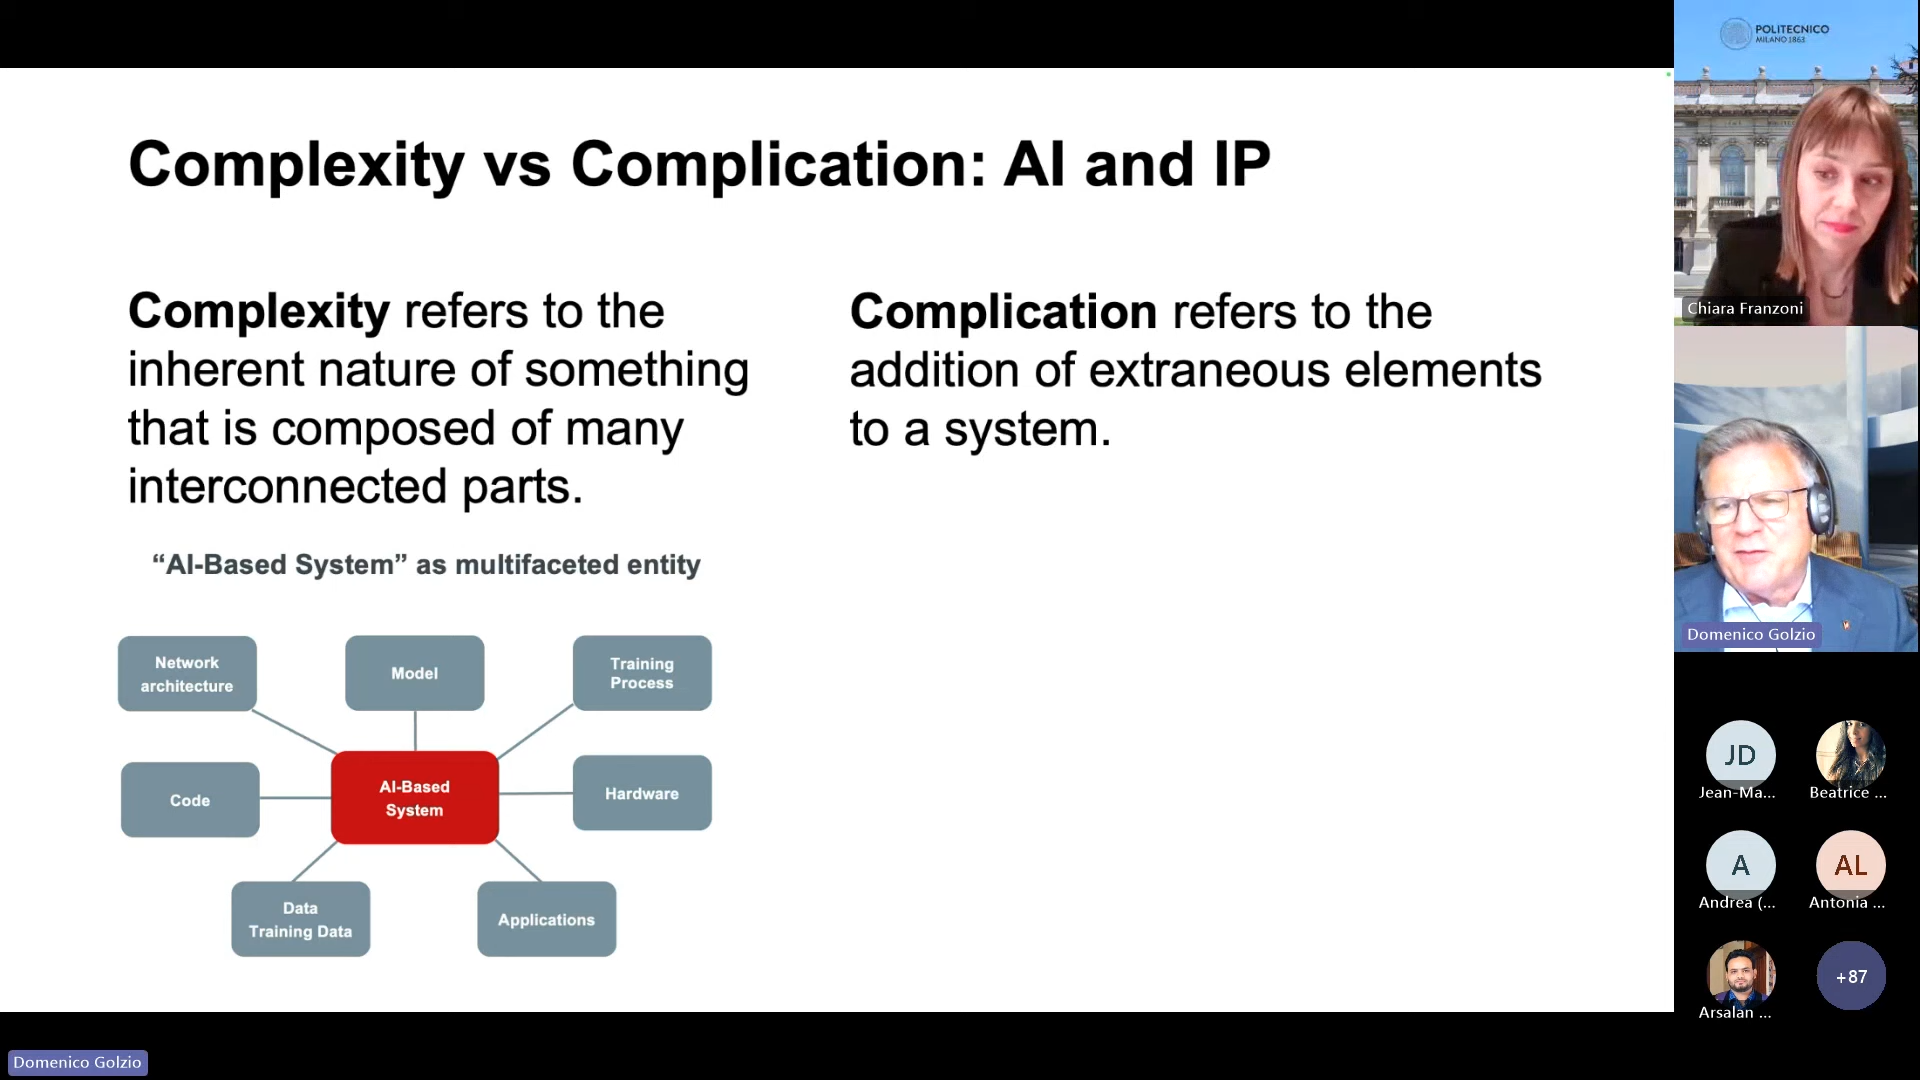 Complexity vs Complication: AI and IP
Complexity refers to the
inherent nature of something
that is composed of many
interconnected parts.
Complication refers to the
addition of extraneous elements
to a system.
“AI-Based System” as multifaceted entity
Network
architecture
Model
Training
Process
Code
AI-Based
System
Hardware
Data
Training Data
Applications
POLITECNICO
MILANO 1863
Chiara Franzoni
Domenico Golzio
JD
Jean-Ma...
Beatrice ...
A
Andrea (...
AL
Antonia ...
Arsalan ...
+87
Domenico Golzio